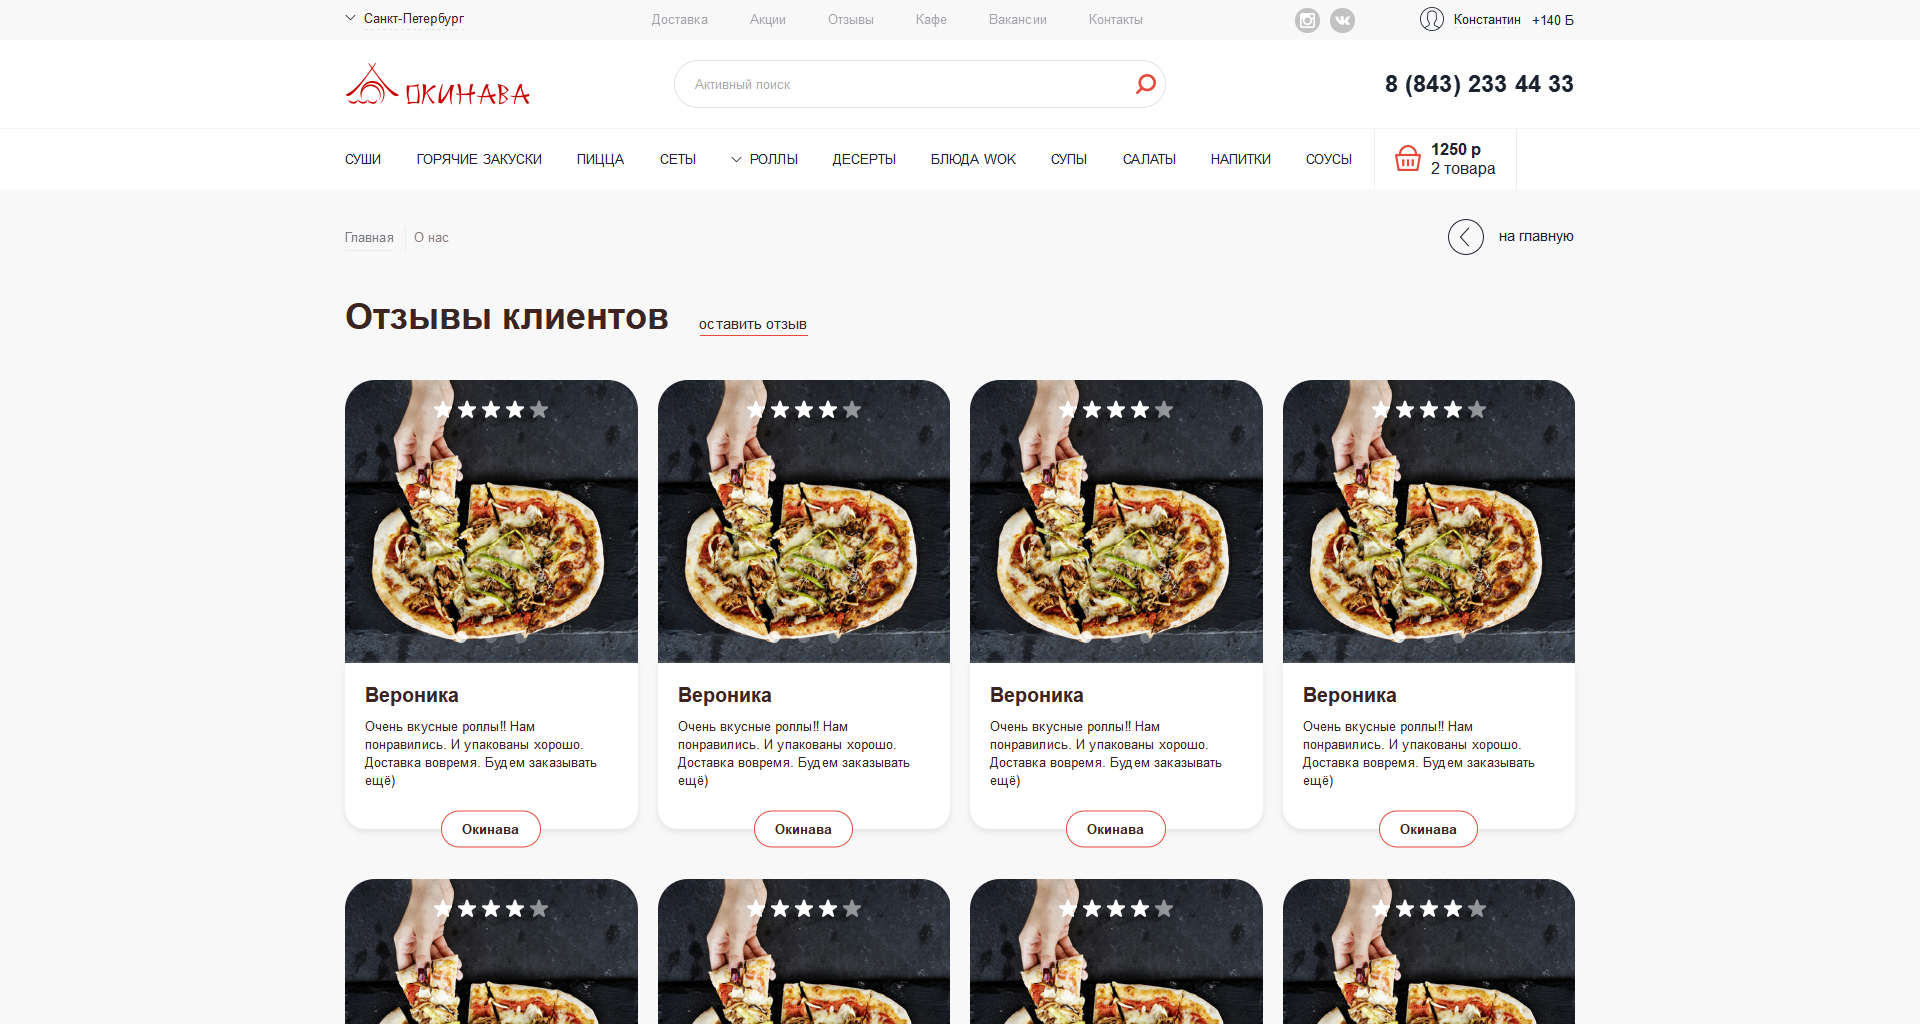 Санкт-Петербург
Доставка Акции Отзывы Кафе Вакансии Контакты
Константин +140 Б
ОКИНАВА
Активный поиск
8 (843) 233 44 33
СУШИ ГОРЯЧИЕ ЗАКУСКИ ПИЦЦА СЕТЫ РОЛЛЫ ДЕСЕРТЫ БЛЮДА WOK СУПЫ САЛАТЫ НАПИТКИ СОУСЫ
1250 р
2 товара
Главная О нас
на главную
Отзывы клиентов оставить отзыв
Вероника
Очень вкусные роллы!! Нам
понравились. И упакованы хорошо.
Доставка вовремя. Будем заказывать
ещё)
Окинава
Вероника
Очень вкусные роллы!! Нам
понравились. И упакованы хорошо.
Доставка вовремя. Будем заказывать
ещё)
Окинава
Вероника
Очень вкусные роллы!! Нам
понравились. И упакованы хорошо.
Доставка вовремя. Будем заказывать
ещё)
Окинава
Вероника
Очень вкусные роллы!! Нам
понравились. И упакованы хорошо.
Доставка вовремя. Будем заказывать
ещё)
Окинава